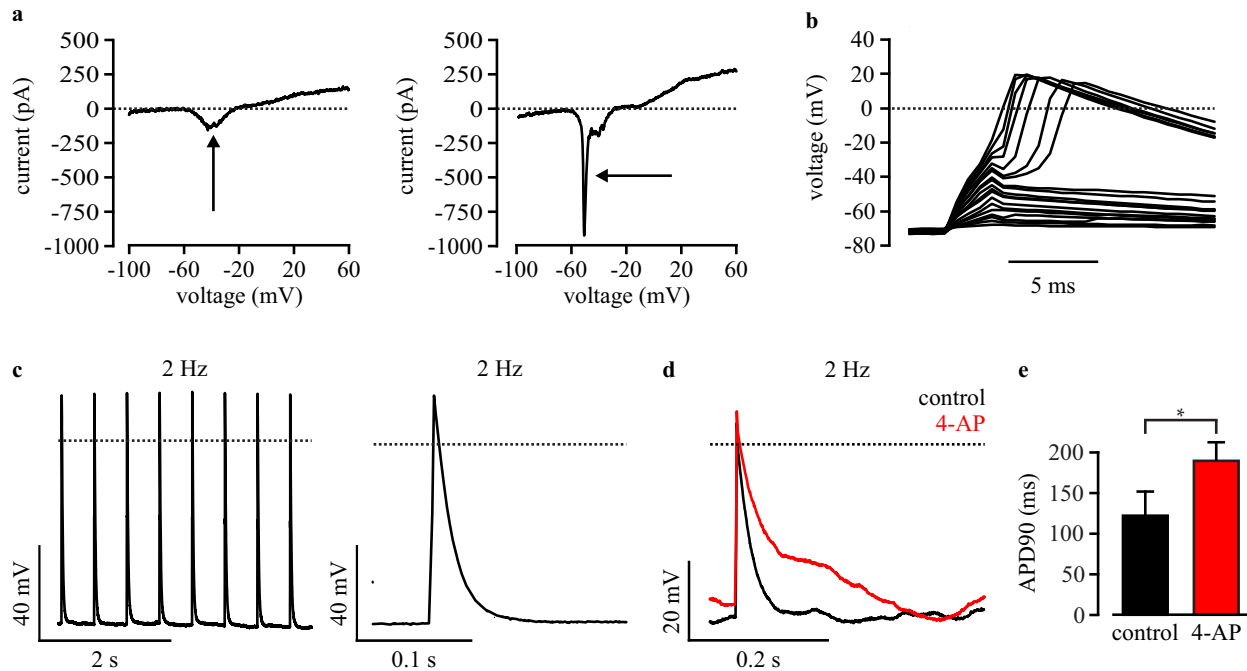 a
500
250
0
-250
-500
-750
-1000
current (pA)
-100
-60
-20
20
60
voltage (mV)
500
250
0
-250
-500
-750
-1000
current (pA)
-100
-60
-20
20
60
voltage (mV)
b
40
20
0
-20
-40
-60
-80
voltage (mV)
5 ms
c
2 Hz
40 mV
2 s
2 Hz
40 mV
0.1 s
d
2 Hz
control
4-AP
20 mV
0.2 s
e
*
200
150
100
50
0
APD90 (ms)
control
4-AP